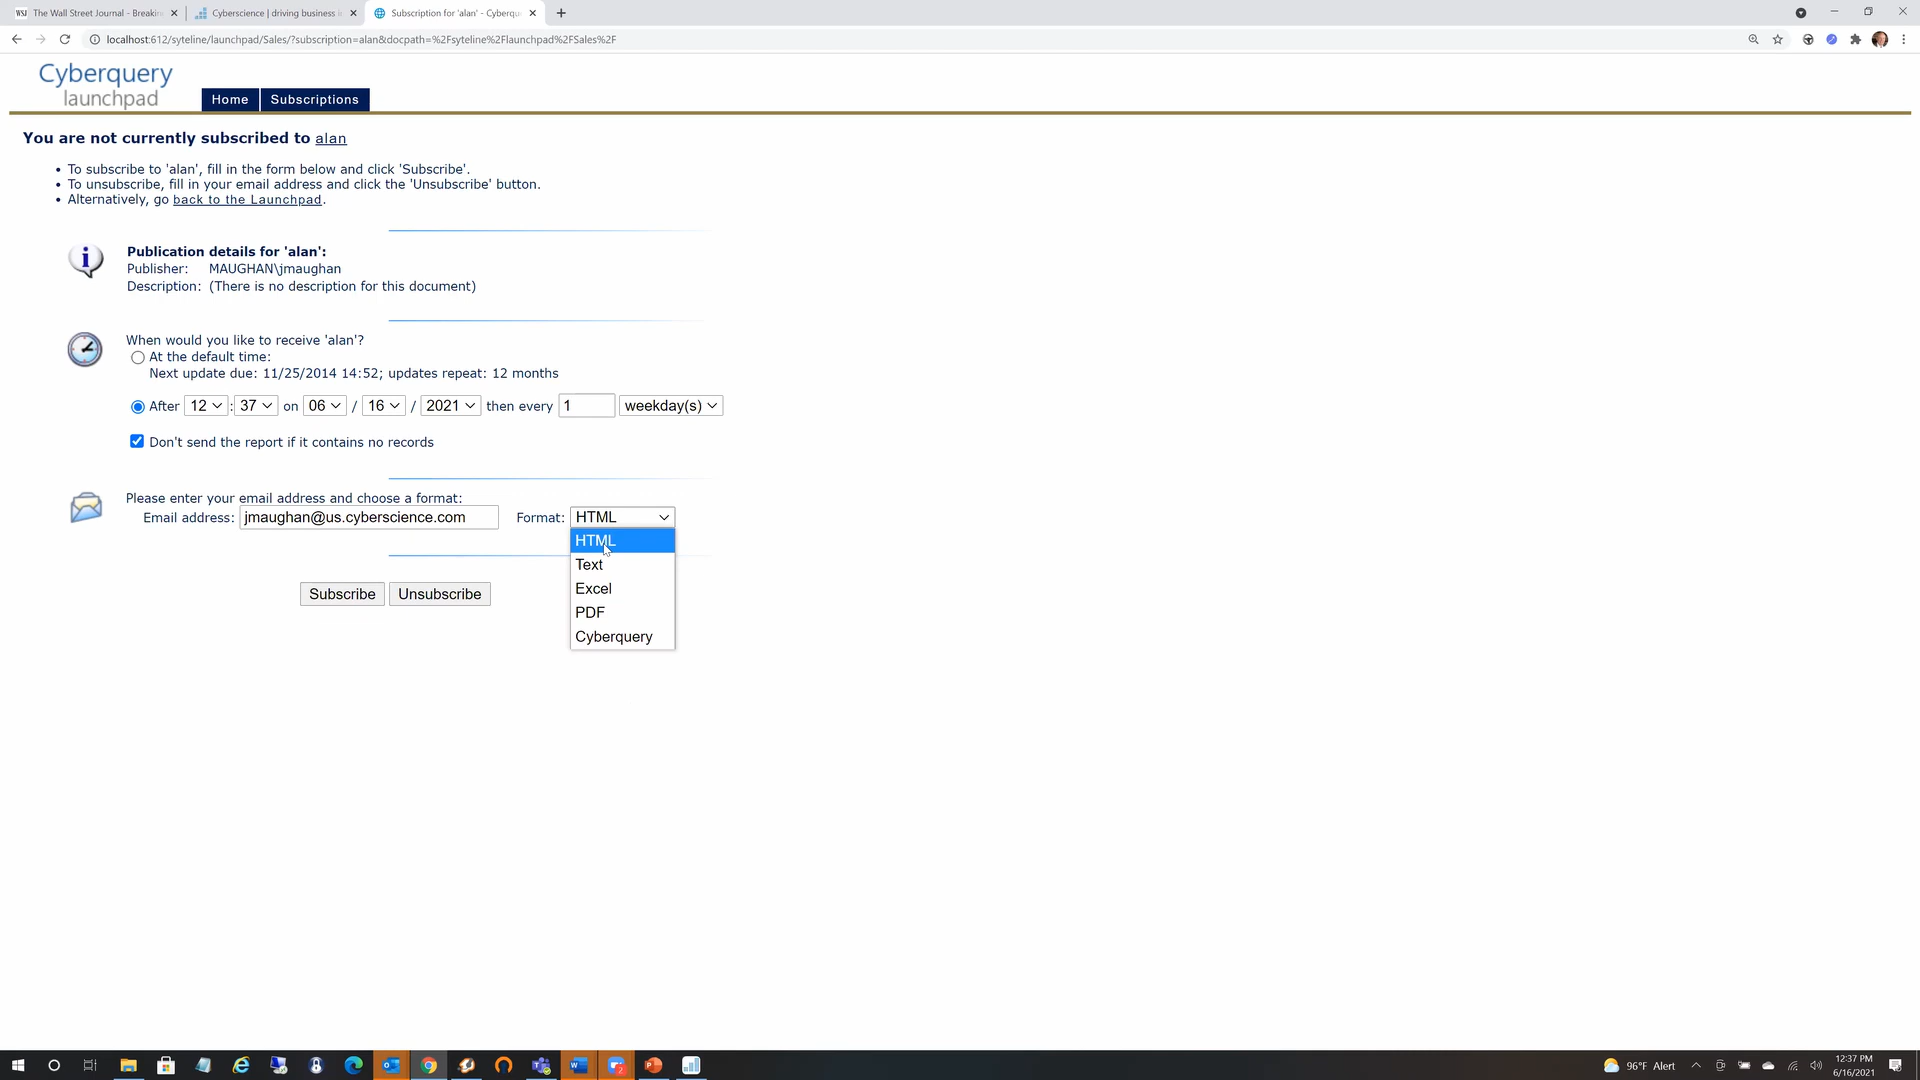 WSJ The Wall Street Journal - Breakin
Cyberscience | driving business i
Subscription for 'alan' - Cyberqu
localhost:612/syteline/launchpad/Sales/?subscription=alan&docpath=%2Fsyteline%2Flaunchpad%2FSales%2F
Cyberquery
launchpad
Home Subscriptions
You are not currently subscribed to alan
• To subscribe to 'alan', fill in the form below and click 'Subscribe'.
• To unsubscribe, fill in your email address and click the 'Unsubscribe' button.
• Alternatively, go back to the Launchpad.
Publication details for 'alan':
Publisher: MAUGHAN\jmaughan
Description: (There is no description for this document)
When would you like to receive 'alan'?
At the default time:
Next update due: 11/25/2014 14:52; updates repeat: 12 months
After 12 : 37 on 06 / 16 / 2021 then every 1 weekday(s)
Don't send the report if it contains no records
Please enter your email address and choose a format:
Email address: jmaughan@us.cyberscience.com Format: HTML
HTML
Text
Excel
PDF
Cyberquery
Subscribe Unsubscribe
96°F Alert
12:37 PM
6/16/2021